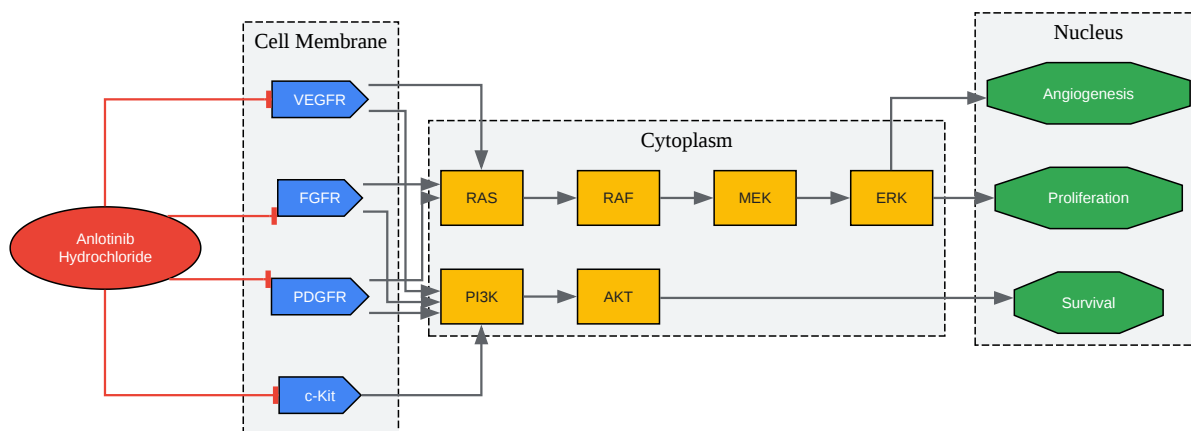 Cell Membrane
Nucleus
VEGFR
Angiogenesis
Cytoplasm
FGFR
RAS
RAF
MEK
ERK
Proliferation
Anlotinib
Hydrochloride
PDGFR
PI3K
AKT
Survival
c-Kit